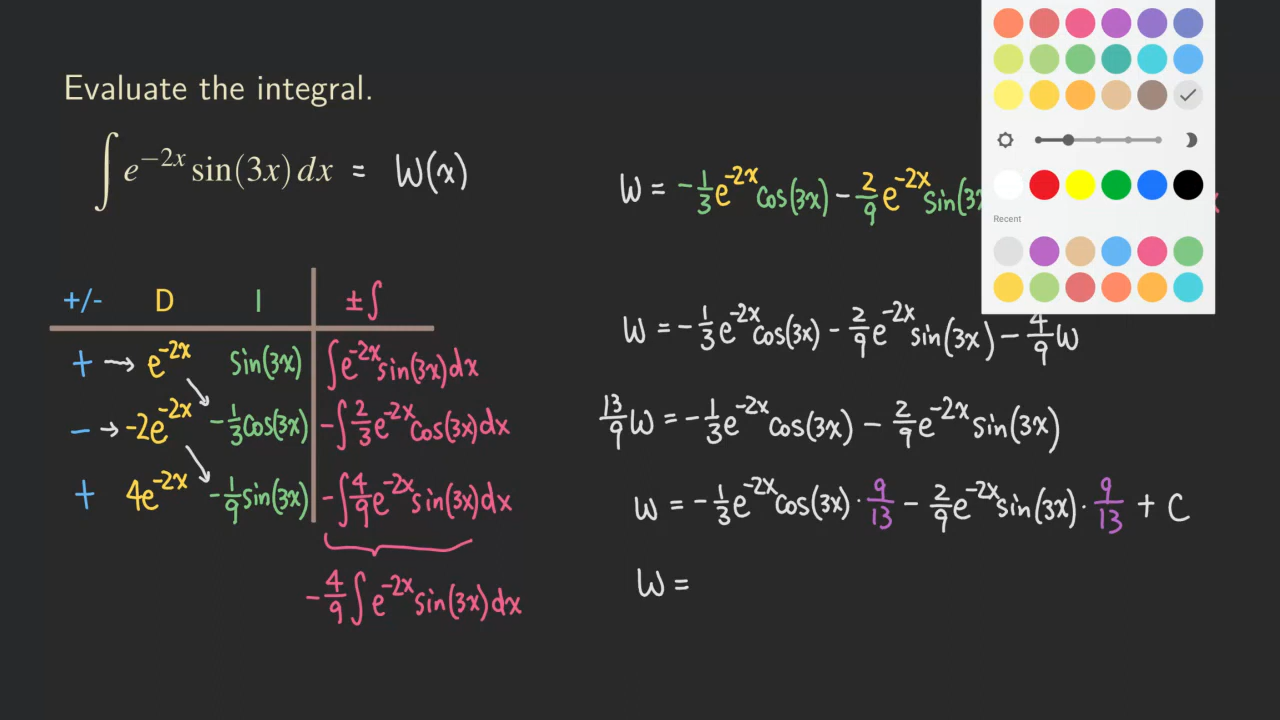 Evaluate the integral.
∫ e^{-2x} sin(3x) dx = W(x)
+/- D I ±∫
+ → e^{-2x} sin(3x) ∫e^{-2x}sin(3x)dx
− → -2e^{-2x} -1/3 cos(3x) -∫2/3 e^{-2x}cos(3x)dx
+ 4e^{-2x} -1/9 sin(3x) -∫4/9 e^{-2x}sin(3x)dx
-4/9 ∫e^{-2x}sin(3x)dx
W = -1/3 e^{-2x}cos(3x) - 2/9 e^{-2x}sin(3x
W = -1/3 e^{-2x}cos(3x) - 2/9 e^{-2x}sin(3x) - 4/9 W
13/9 W = -1/3 e^{-2x}cos(3x) - 2/9 e^{-2x}sin(3x)
W = -1/3 e^{-2x}cos(3x)·9/13 - 2/9 e^{-2x}sin(3x)·9/13 + C
W =
Recent